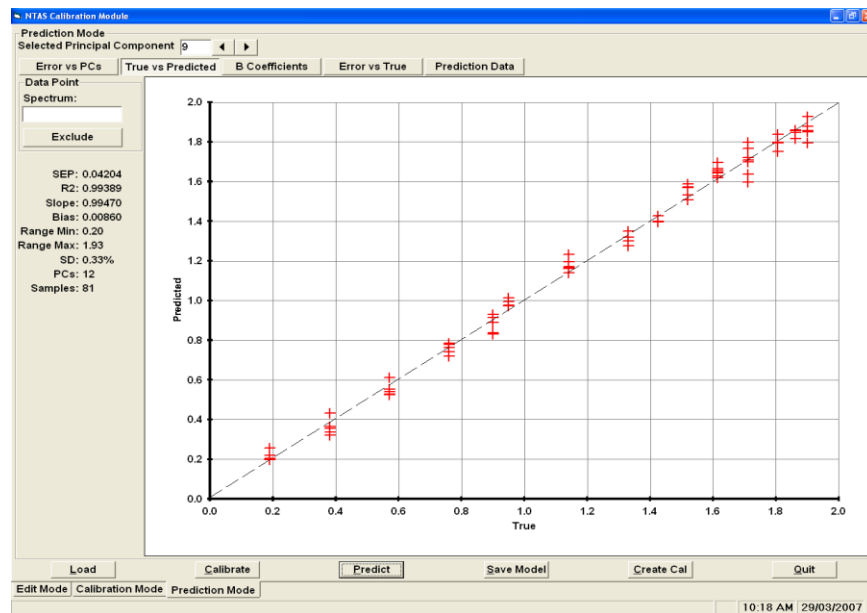 NTAS Calibration Module
Prediction Mode
Selected Principal Component 9
Error vs PCs True vs Predicted B Coefficients Error vs True Prediction Data
Data Point
Spectrum:
Exclude
SEP: 0.04204
R2: 0.99389
Slope: 0.99470
Bias: 0.00860
Range Min: 0.20
Range Max: 1.93
SD: 0.33%
PCs: 12
Samples: 81
2.0
1.8
1.6
1.4
1.2
1.0
0.8
0.6
0.4
0.2
0.0
Predicted
0.0 0.2 0.4 0.6 0.8 1.0 1.2 1.4 1.6 1.8 2.0
True
Load Calibrate Predict Save Model Create Cal Quit
Edit Mode Calibration Mode Prediction Mode
10:18 AM 29/03/2007